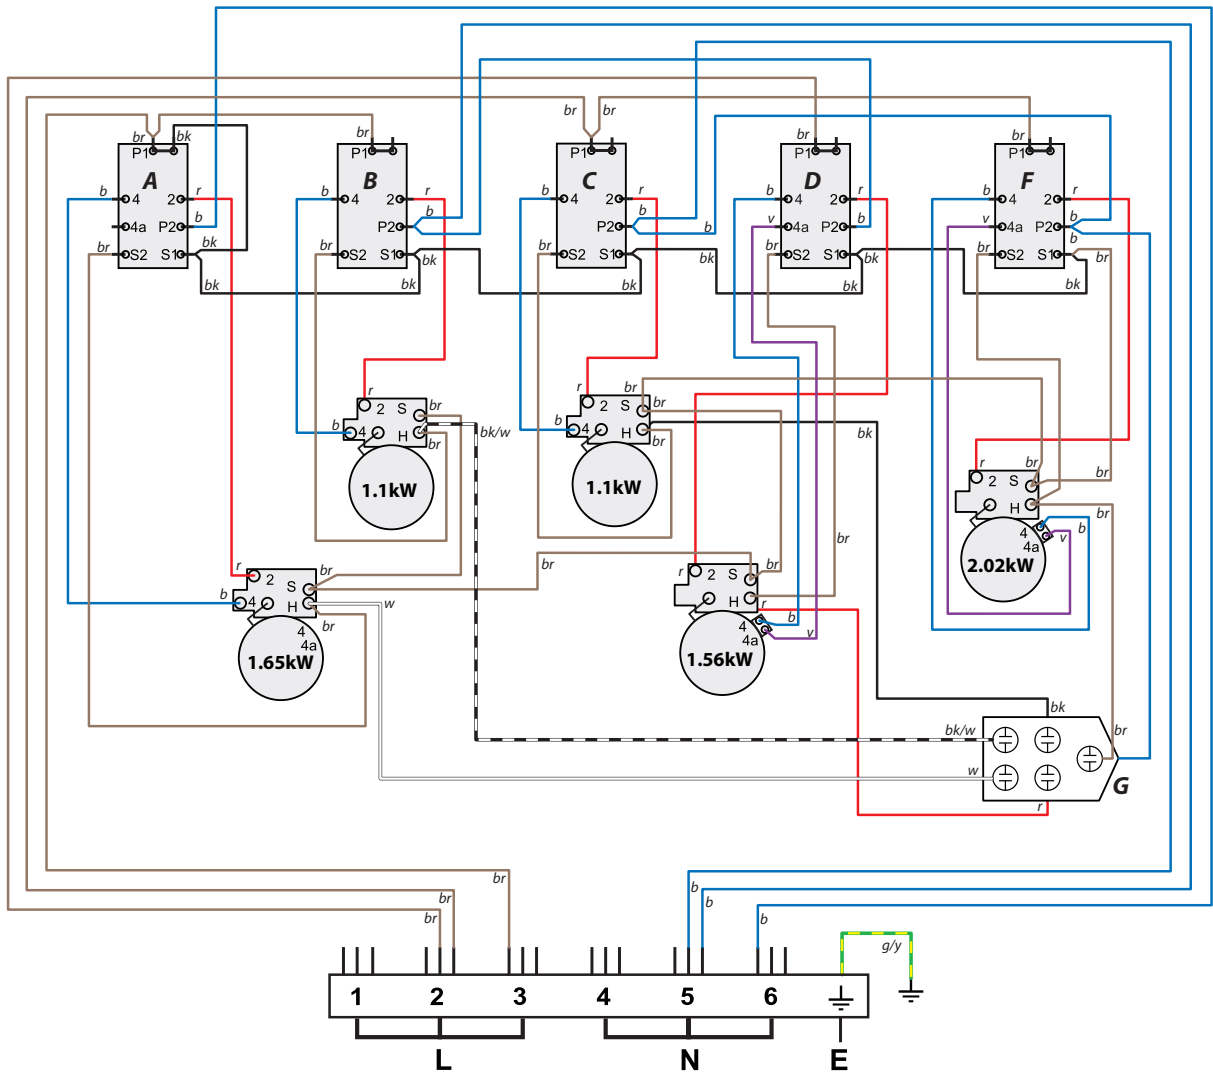 br br
br bk br br br
P1 P1 P1 P1 P1
A B C D F
b 4 2 r b 4 2 r b 4 2 r b 4 2 r b 4 2 r
4a P2 b P2 b P2 b b v 4a P2 b v 4a P2 b
br S2 S1 bk br S2 S1 bk br S2 S1 bk br S2 S1 bk br S2 S1 b br
bk bk bk bk bk
r 2 S br r 2 S br br
b 4 H br bk/w b 4 H br bk
1.1kW 1.1kW
r 2 S br br
H br
4 b
4a v
2.02kW
br
r 2 S br br r 2 S br
b 4 H w H r
br
4 4 b
4a 4a v
1.65kW 1.56kW
bk
bk/w br
w
G
r
br b
br b
br
g/y
1 2 3 4 5 6
L N E